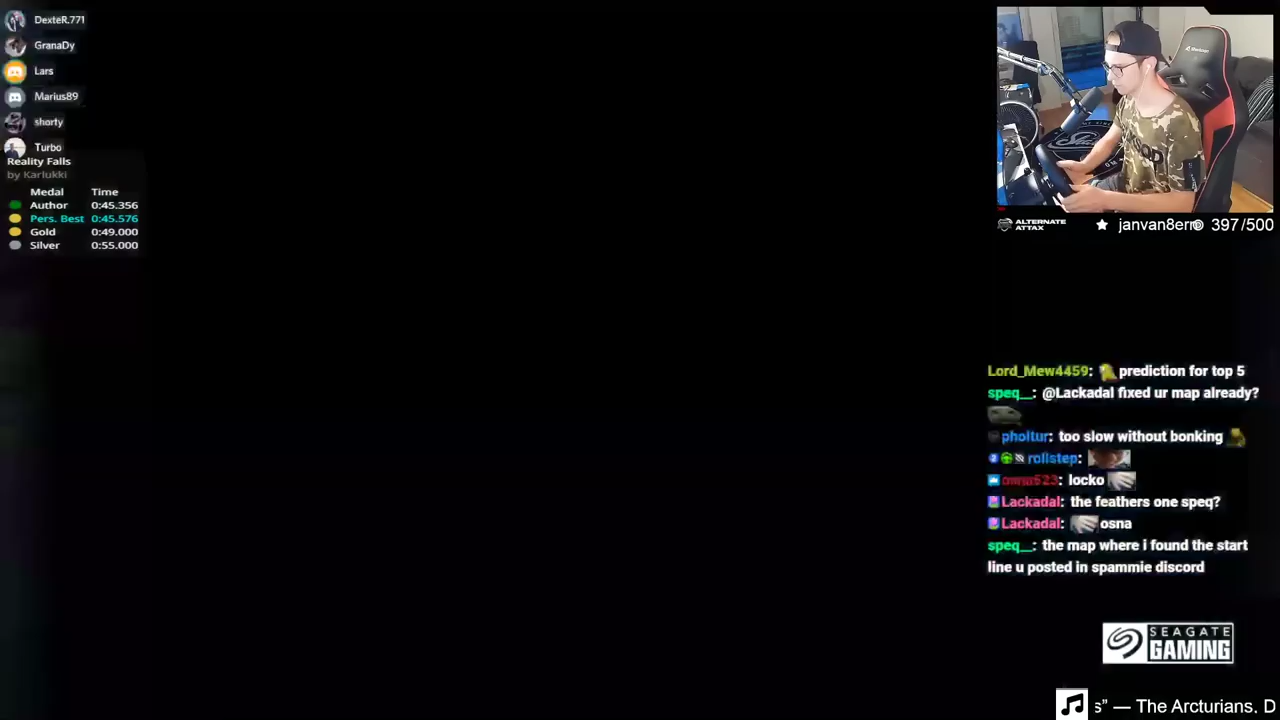 DexteR.771
GranaDy
Lars
Marius89
shorty
Turbo
Reality Falls
by Karlukki
Medal Time
Author 0:45.356
Pers. Best 0:45.576
Gold 0:49.000
Silver 0:55.000
ALTERNATE
ATTAX
janvan8ern
397/500
Lord_Mew4459: prediction for top 5
speq__: @Lackadal fixed ur map already?
pholtur: too slow without bonking
rollstep:
locko
Lackadal: the feathers one speq?
Lackadal: osna
speq__: the map where i found the start
line u posted in spammie discord
SEAGATE
GAMING
s” — The Arcturians. D